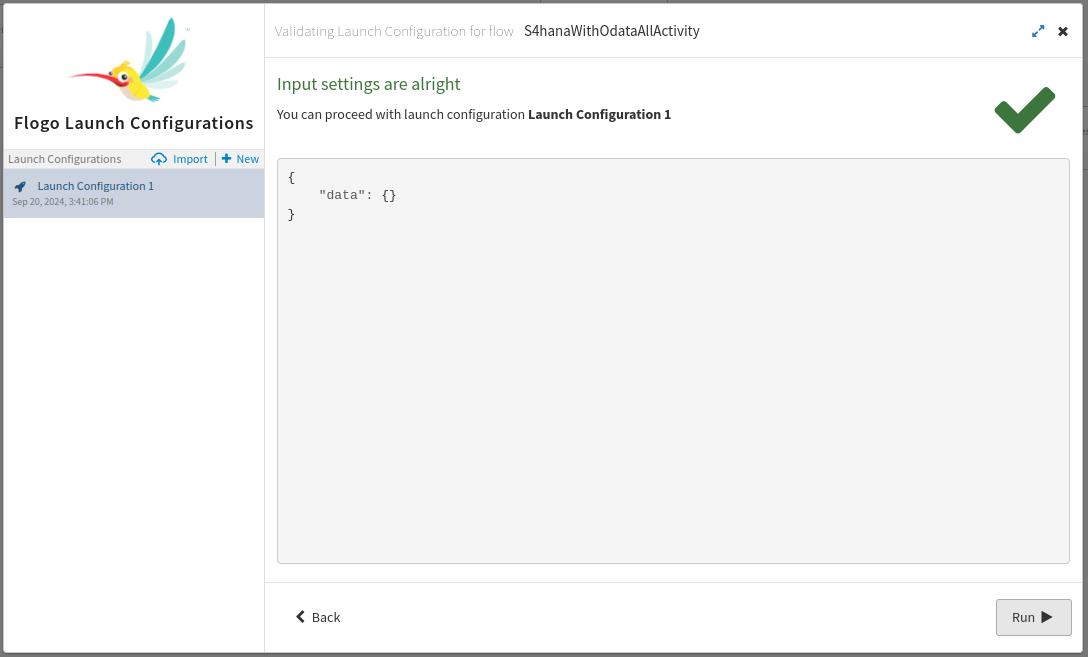 ™
Flogo Launch Configurations
Launch Configurations Import New
Launch Configuration 1
Sep 20, 2024, 3:41:06 PM
Validating Launch Configuration for flow S4hanaWithOdataAllActivity
Input settings are alright
You can proceed with launch configuration Launch Configuration 1
{
    "data": {}
}
Back
Run